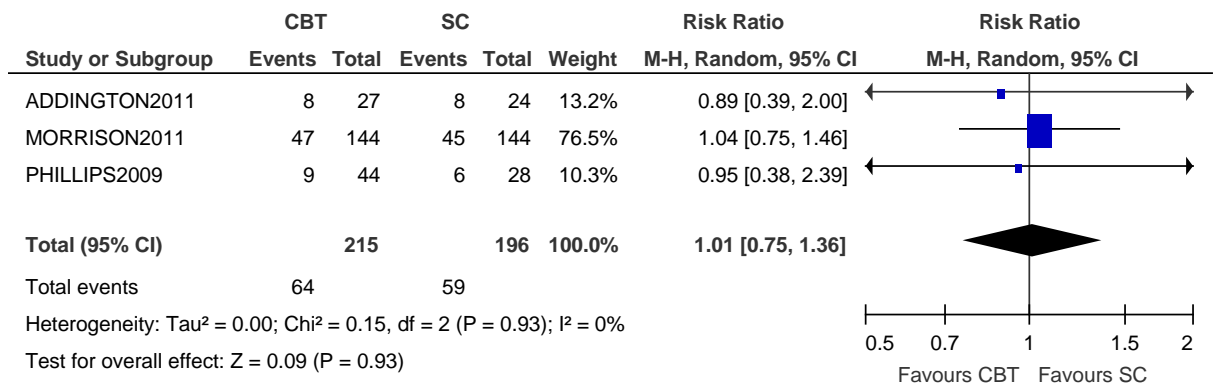 CBT SC Risk Ratio Risk Ratio
Study or Subgroup Events Total Events Total Weight M-H, Random, 95% CI M-H, Random, 95% CI
ADDINGTON2011 8 27 8 24 13.2% 0.89 [0.39, 2.00]
MORRISON2011 47 144 45 144 76.5% 1.04 [0.75, 1.46]
PHILLIPS2009 9 44 6 28 10.3% 0.95 [0.38, 2.39]
Total (95% CI) 215 196 100.0% 1.01 [0.75, 1.36]
Total events 64 59
Heterogeneity: Tau² = 0.00; Chi² = 0.15, df = 2 (P = 0.93); I² = 0%
Test for overall effect: Z = 0.09 (P = 0.93)
0.5 0.7 1 1.5 2
Favours CBT Favours SC